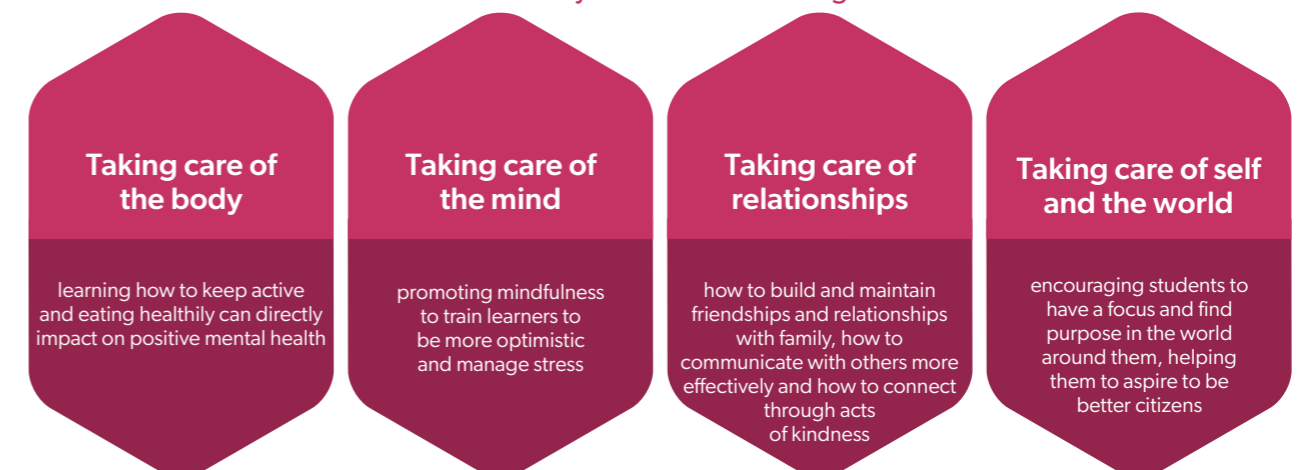 Taking care of
the body
learning how to keep active
and eating healthily can directly
impact on positive mental health
Taking care of
the mind
promoting mindfulness
to train learners to
be more optimistic
and manage stress
Taking care of
relationships
how to build and maintain
friendships and relationships
with family, how to
communicate with others more
effectively and how to connect
through acts
of kindness
Taking care of self
and the world
encouraging students to
have a focus and find
purpose in the world
around them, helping
them to aspire to be
better citizens